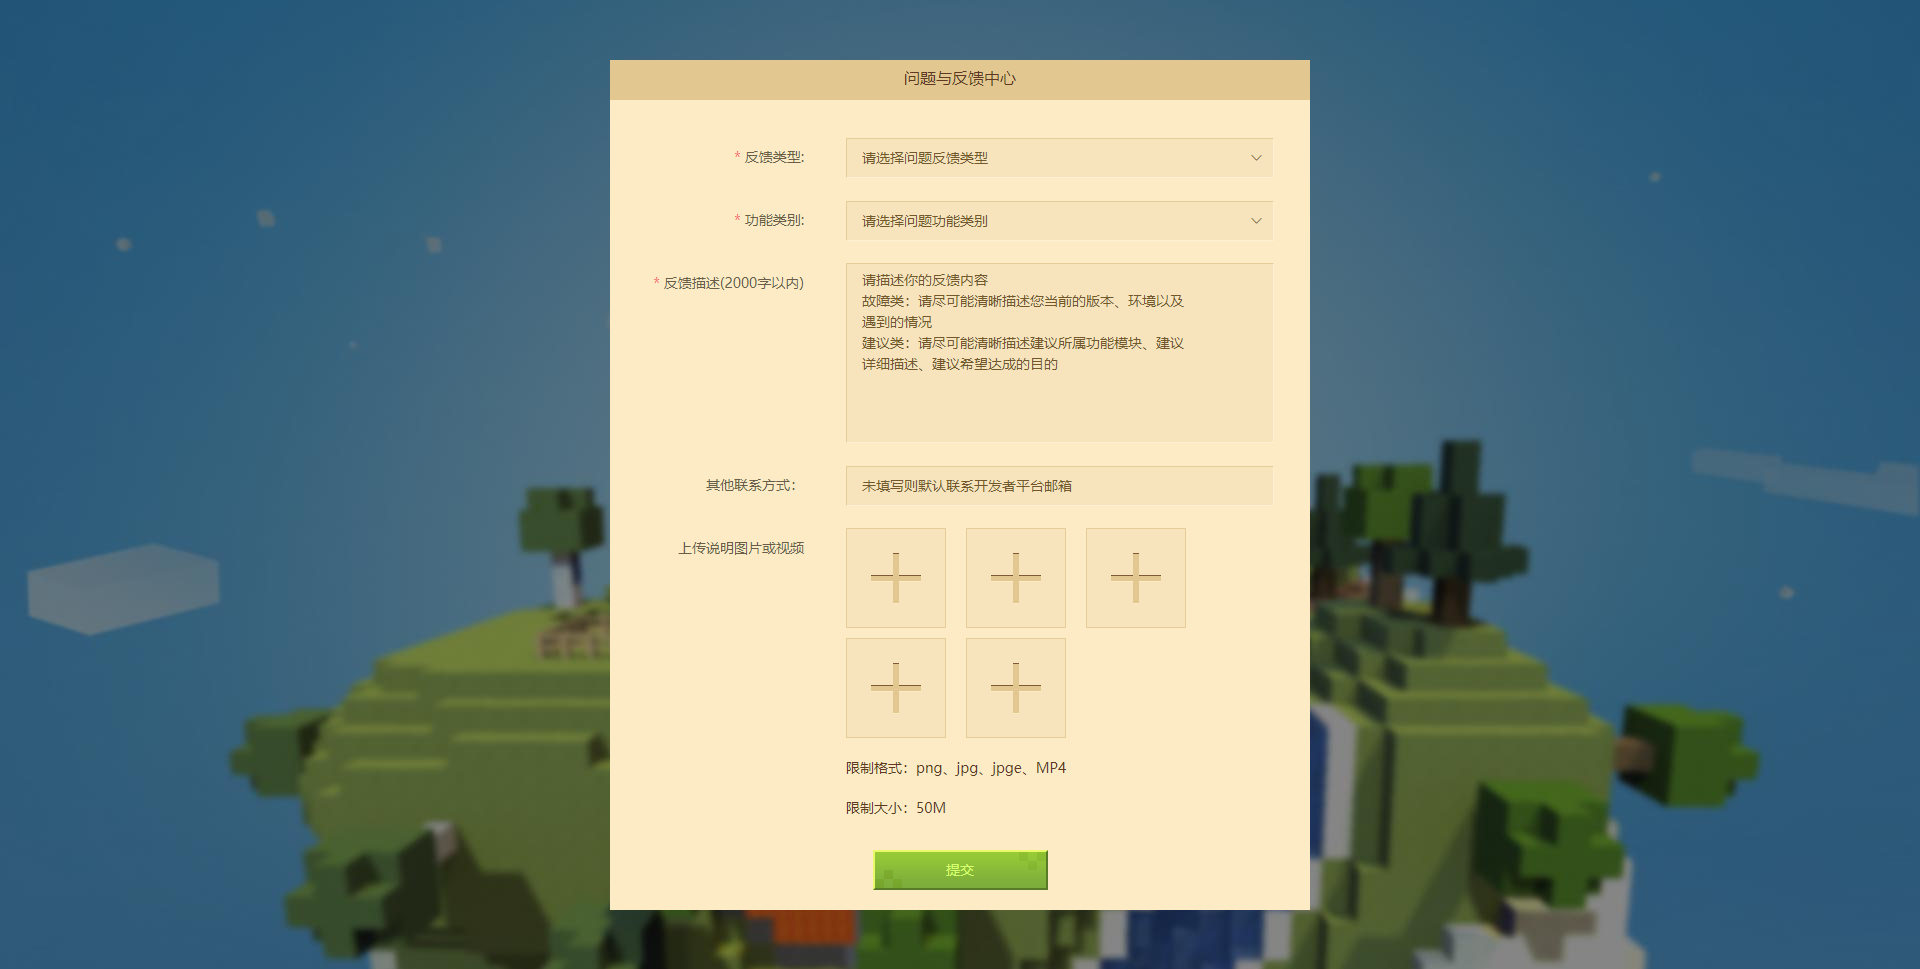 问题与反馈中心
* 反馈类型:
请选择问题反馈类型
* 功能类别:
请选择问题功能类别
* 反馈描述(2000字以内)
请描述你的反馈内容
故障类：请尽可能清晰描述您当前的版本、环境以及
遇到的情况
建议类：请尽可能清晰描述建议所属功能模块、建议
详细描述、建议希望达成的目的
其他联系方式：
未填写则默认联系开发者平台邮箱
上传说明图片或视频
限制格式：png、jpg、jpge、MP4
限制大小：50M
提交